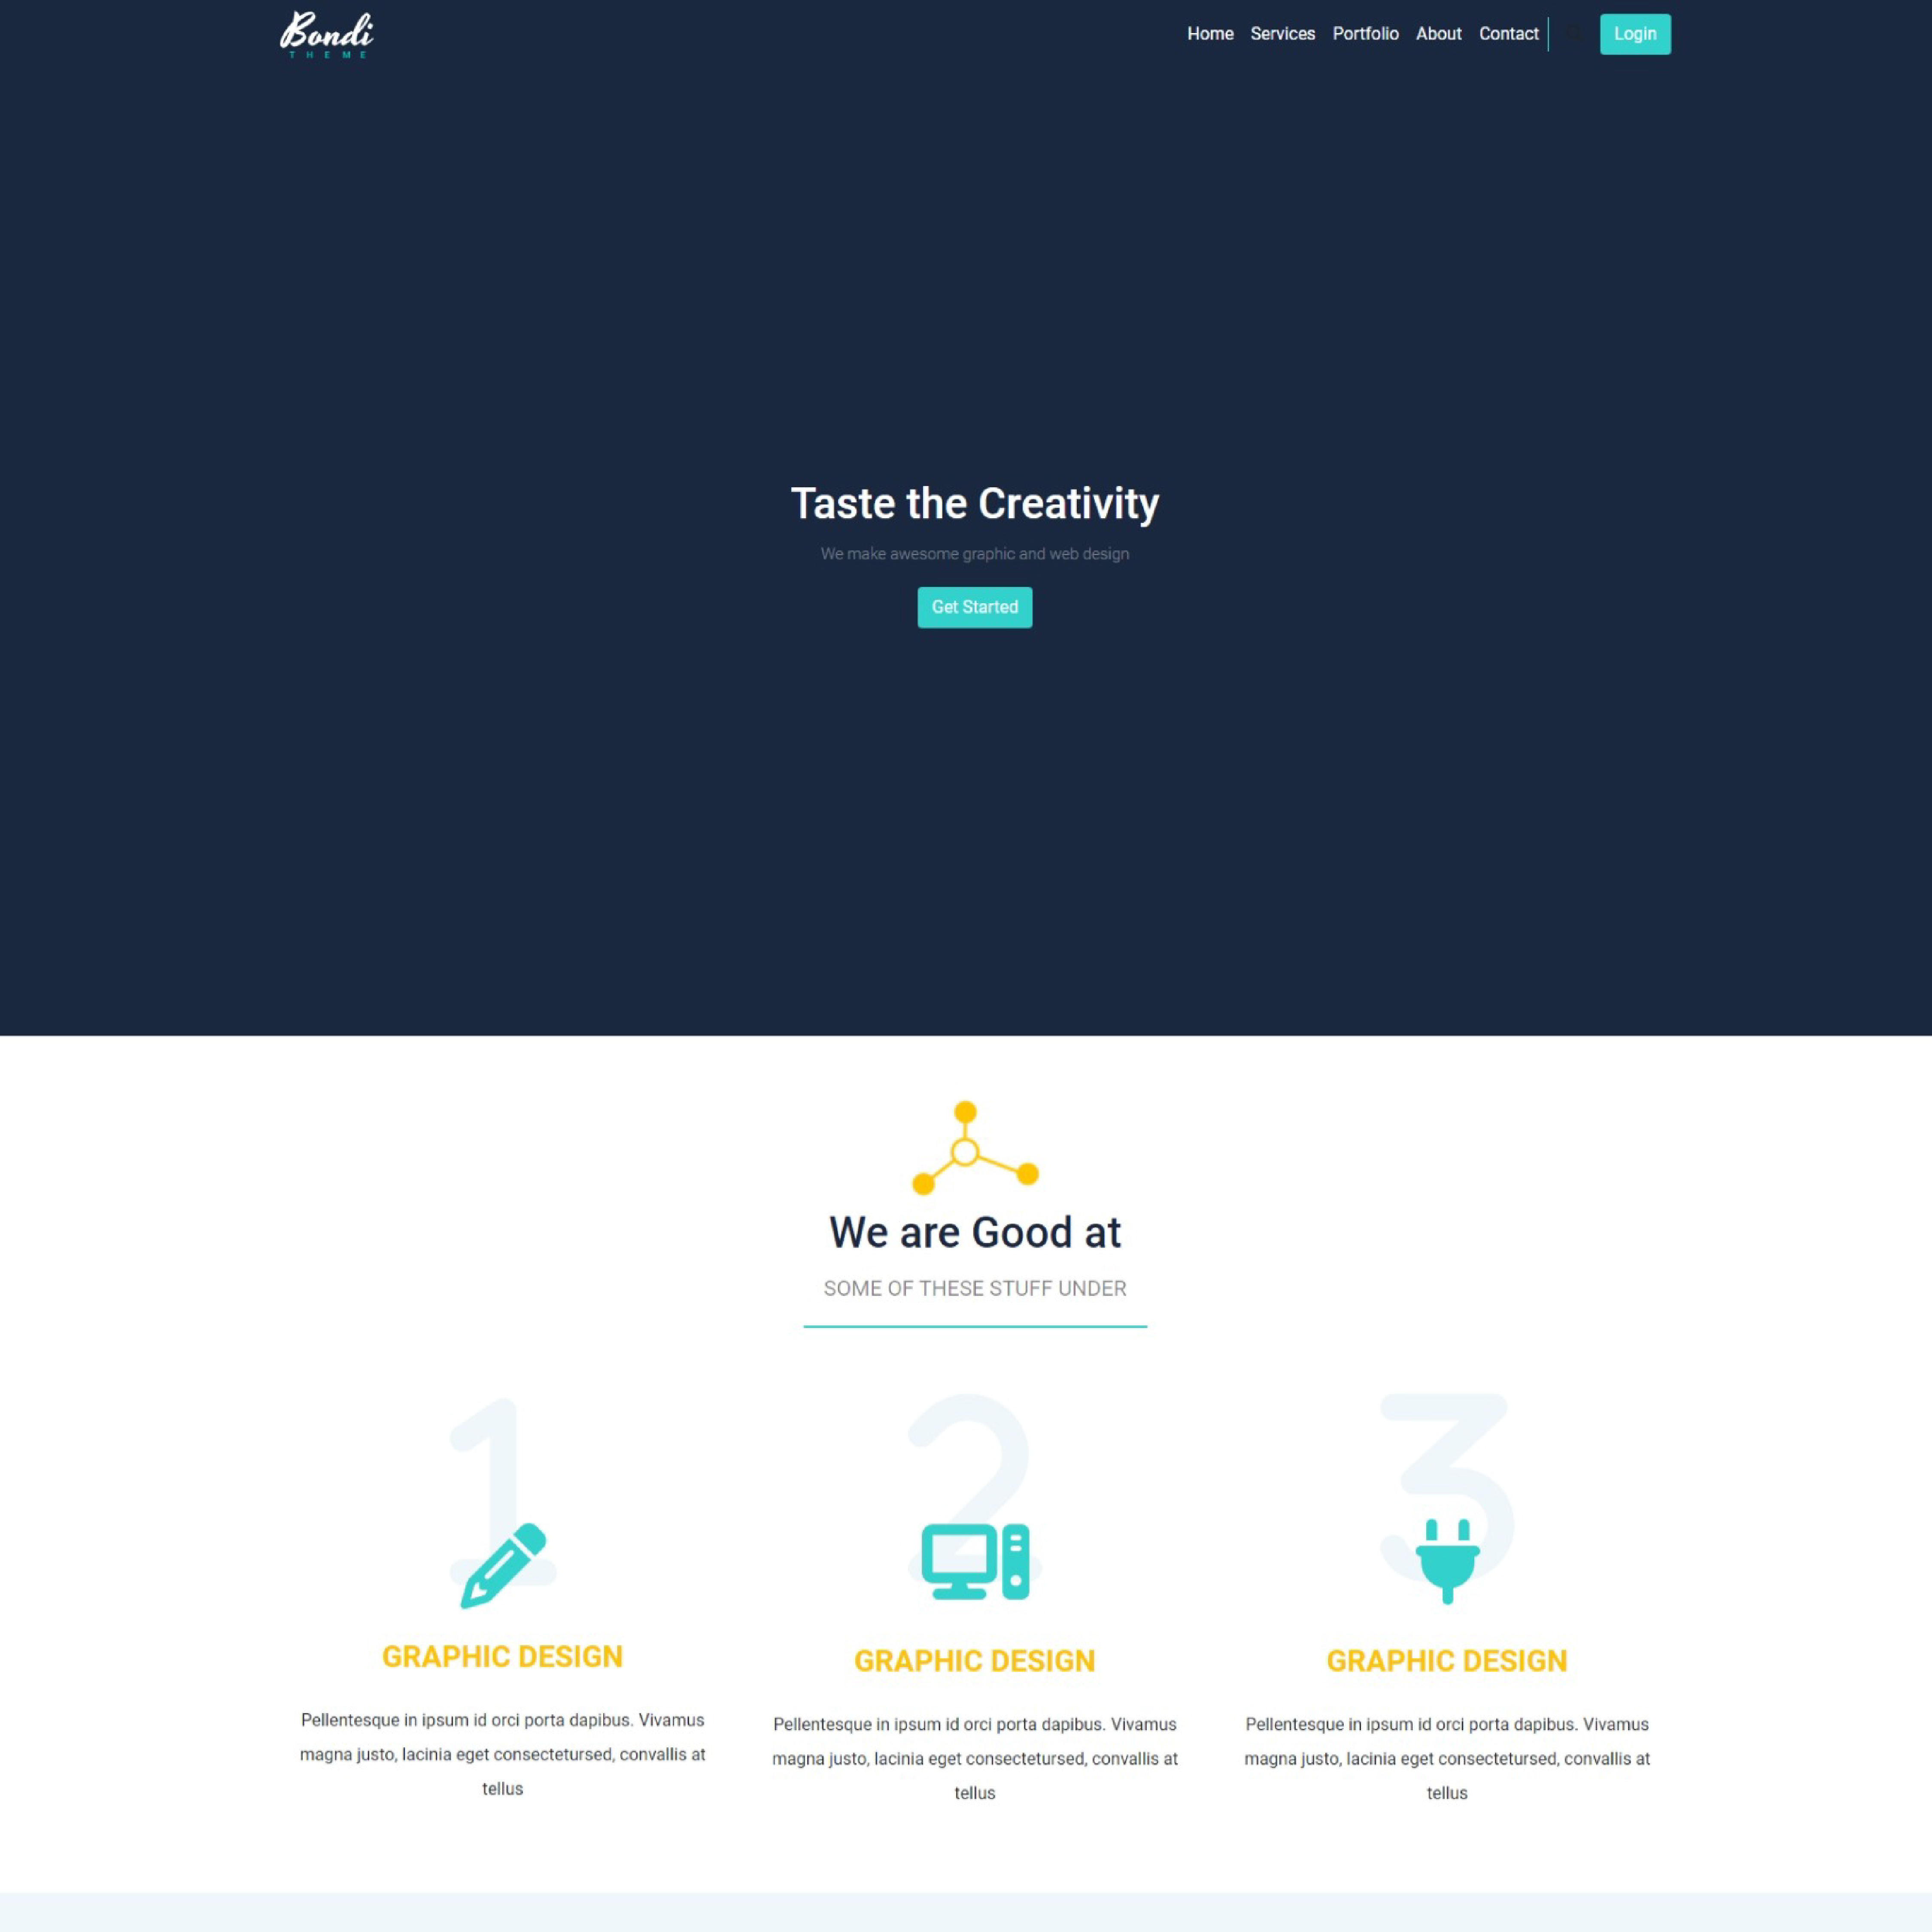 Bondi
THEME
Home Services Portfolio About Contact Login
Taste the Creativity
We make awesome graphic and web design
Get Started
We are Good at
SOME OF THESE STUFF UNDER
1
GRAPHIC DESIGN
Pellentesque in ipsum id orci porta dapibus. Vivamus
magna justo, lacinia eget consectetursed, convallis at
tellus
2
GRAPHIC DESIGN
Pellentesque in ipsum id orci porta dapibus. Vivamus
magna justo, lacinia eget consectetursed, convallis at
tellus
3
GRAPHIC DESIGN
Pellentesque in ipsum id orci porta dapibus. Vivamus
magna justo, lacinia eget consectetursed, convallis at
tellus